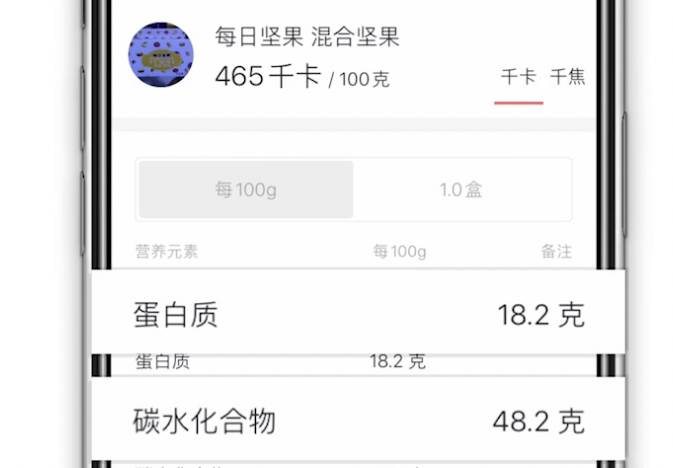 每日坚果 混合坚果
465千卡 / 100克
千卡 千焦
每100g 1.0盒
营养元素 每100g 备注
蛋白质 18.2 克
蛋白质 18.2 克
碳水化合物 48.2 克